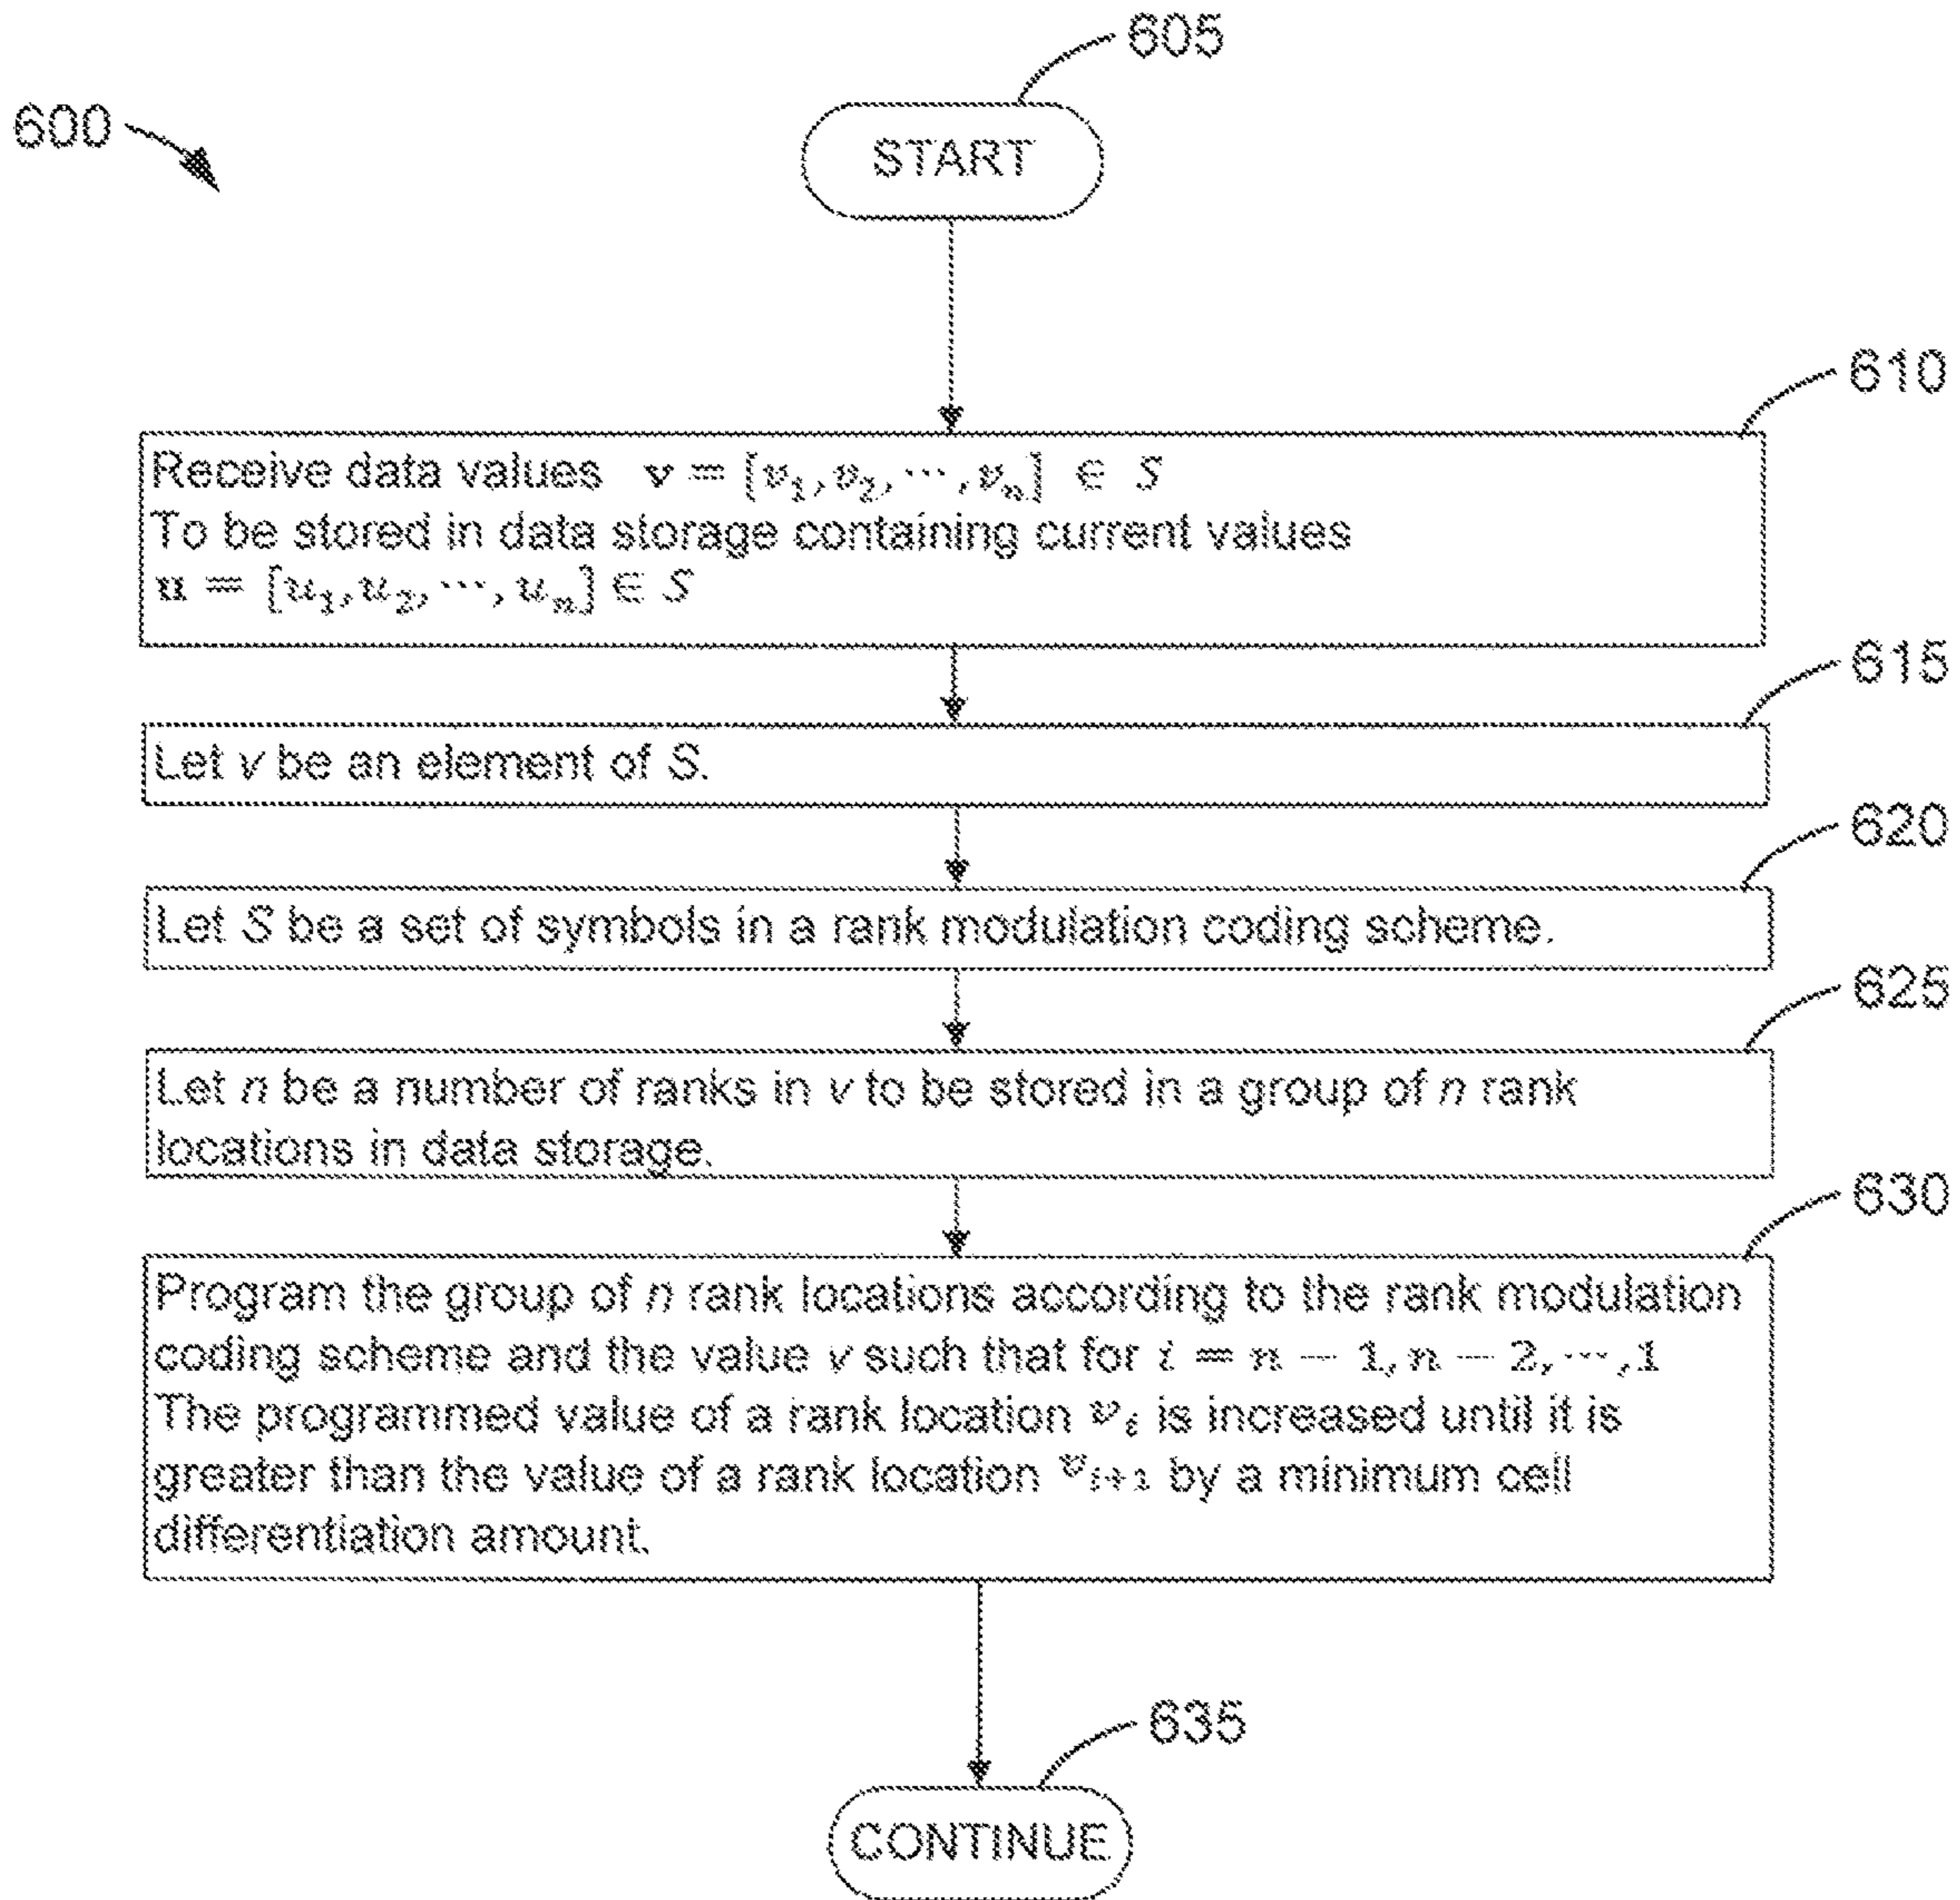 605
600
START
610
Receive data values v = [v₁, v₂, ⋯, vₙ] ∈ S
To be stored in data storage containing current values
u = [u₁, u₂, ⋯, uₙ] ∈ S
615
Let v be an element of S.
620
Let S be a set of symbols in a rank modulation coding scheme.
625
Let n be a number of ranks in v to be stored in a group of n rank
locations in data storage.
630
Program the group of n rank locations according to the rank modulation
coding scheme and the value v such that for i = n − 1, n − 2, ⋯, 1
The programmed value of a rank location vᵢ is increased until it is
greater than the value of a rank location vᵢ₊₁ by a minimum cell
differentiation amount.
635
CONTINUE